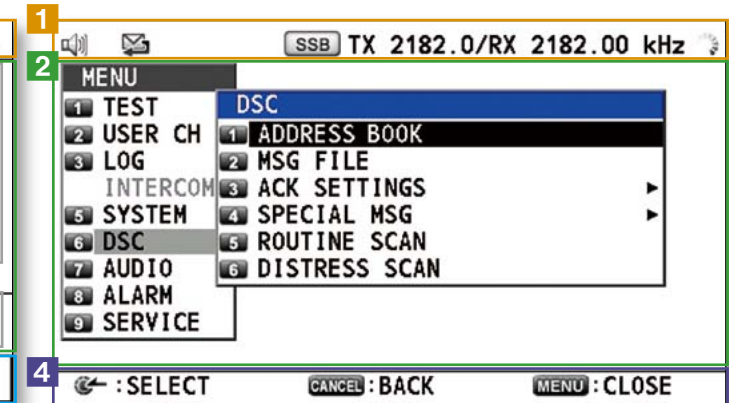 1
SSB TX 2182.0/RX 2182.00 kHz
2
MENU
1 TEST
2 USER CH
3 LOG
INTERCOM
5 SYSTEM
6 DSC
7 AUDIO
8 ALARM
9 SERVICE
DSC
1 ADDRESS BOOK
2 MSG FILE
3 ACK SETTINGS
4 SPECIAL MSG
5 ROUTINE SCAN
6 DISTRESS SCAN
4
: SELECT CANCEL : BACK MENU : CLOSE